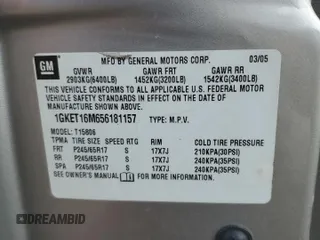 GM
MFD BY GENERAL MOTORS CORP. 03/05
GVWR GAWR FRT GAWR RR
2903KG(6400LB) 1452KG(3200LB) 1542KG(3400LB)
THIS VEHICLE CONFORMS TO ALL APPLICABLE U.S. FEDERAL MOTOR
VEHICLE SAFETY STANDARDS IN EFFECT ON THE DATE OF
MANUFACTURE SHOWN ABOVE.
1GKET16M656181157 TYPE: M.P.V.
MODEL: T15806
TPMA TIRE SIZE SPEED RTG RIM COLD TIRE PRESSURE
FRT P245/65R17 S 17X7J 210KPA(30PSI)
RR P245/65R17 S 17X7J 240KPA(35PSI)
SPA P245/65R17 S 17X7J 240KPA(35PSI)
SEE OWNER'S MANUAL FOR ADDITIONAL INFORMATION.
DREAMBID